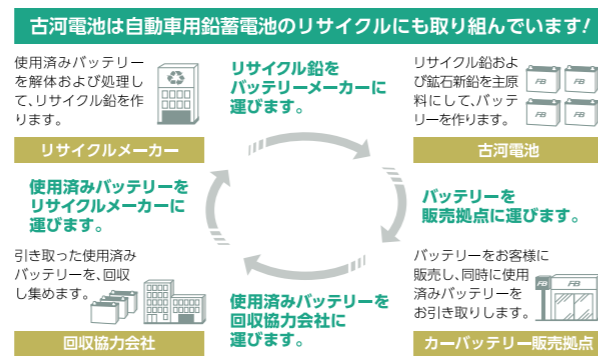 古河電池は自動車用鉛蓄電池のリサイクルにも取り組んでいます!
使用済みバッテリー
を解体および処理し
て、リサイクル鉛を作
ります。
リサイクルメーカー
リサイクル鉛を
バッテリーメーカーに
運びます。
リサイクル鉛およ
び鉱石新鉛を主原
料にして、バッテ
リーを作ります。
FB
FB
FB
FB
古河電池
使用済みバッテリーを
リサイクルメーカーに
運びます。
バッテリーを
販売拠点に運びます。
引き取った使用済み
バッテリーを、回収
し集めます。
回収協力会社
使用済みバッテリーを
回収協力会社に
運びます。
バッテリーをお客様に
販売し、同時に使用
済みバッテリーを
お引き取りします。
FB
FB
カーバッテリー販売拠点